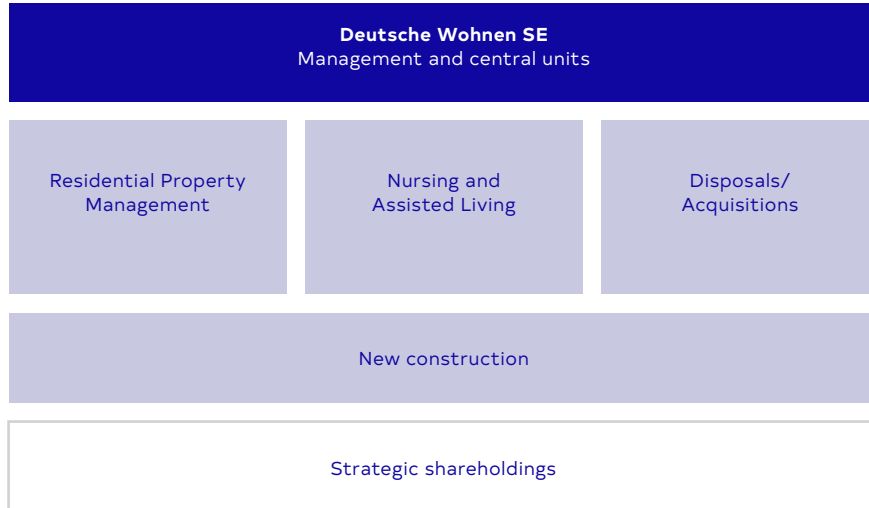 Deutsche Wohnen SE
Management and central units
Residential Property
Management
Nursing and
Assisted Living
Disposals/
Acquisitions
New construction
Strategic shareholdings